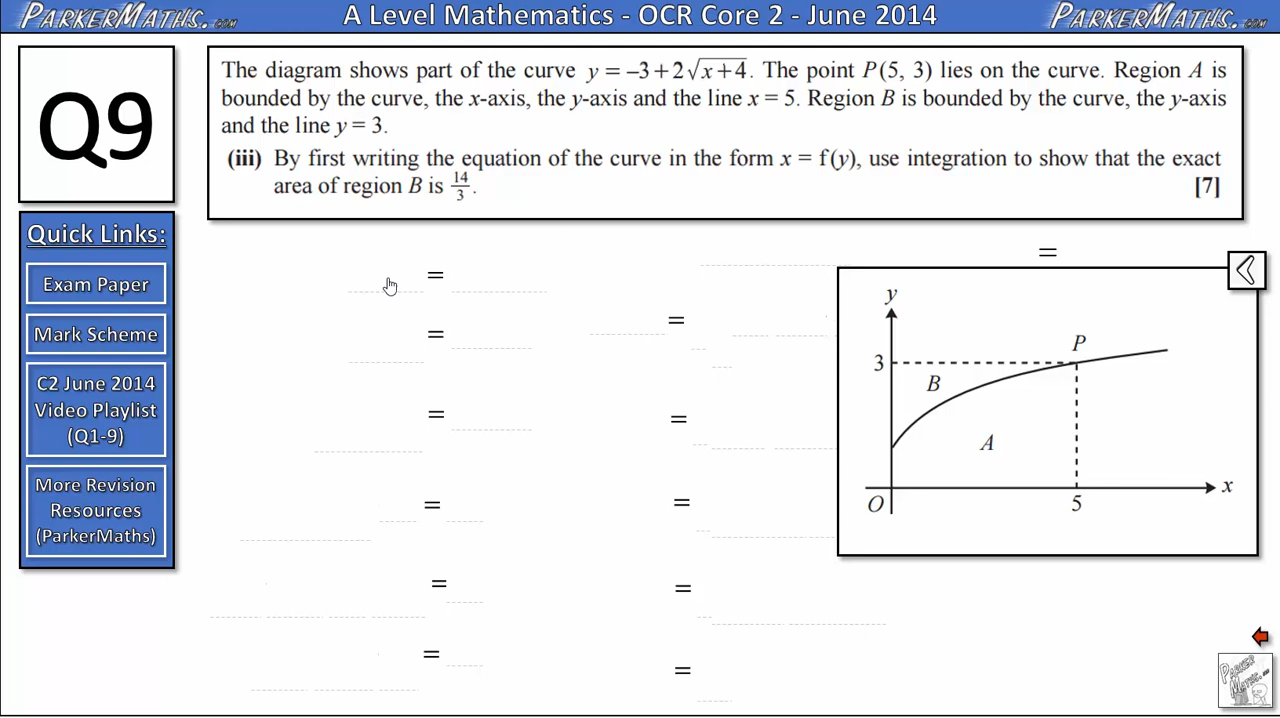 PARKERMATHS.COM
A Level Mathematics - OCR Core 2 - June 2014
PARKERMATHS.COM
Q9
The diagram shows part of the curve y = –3 + 2√(x + 4). The point P(5, 3) lies on the curve. Region A is
bounded by the curve, the x-axis, the y-axis and the line x = 5. Region B is bounded by the curve, the y-axis
and the line y = 3.
(iii) By first writing the equation of the curve in the form x = f(y), use integration to show that the exact
area of region B is 14/3. [7]
Quick Links:
Exam Paper
Mark Scheme
C2 June 2014
Video Playlist
(Q1-9)
More Revision
Resources
(ParkerMaths)
=
= =
= =
= =
= =
= =
= =
y
P
3
B
A
x
O
5
PARKER
MATHS